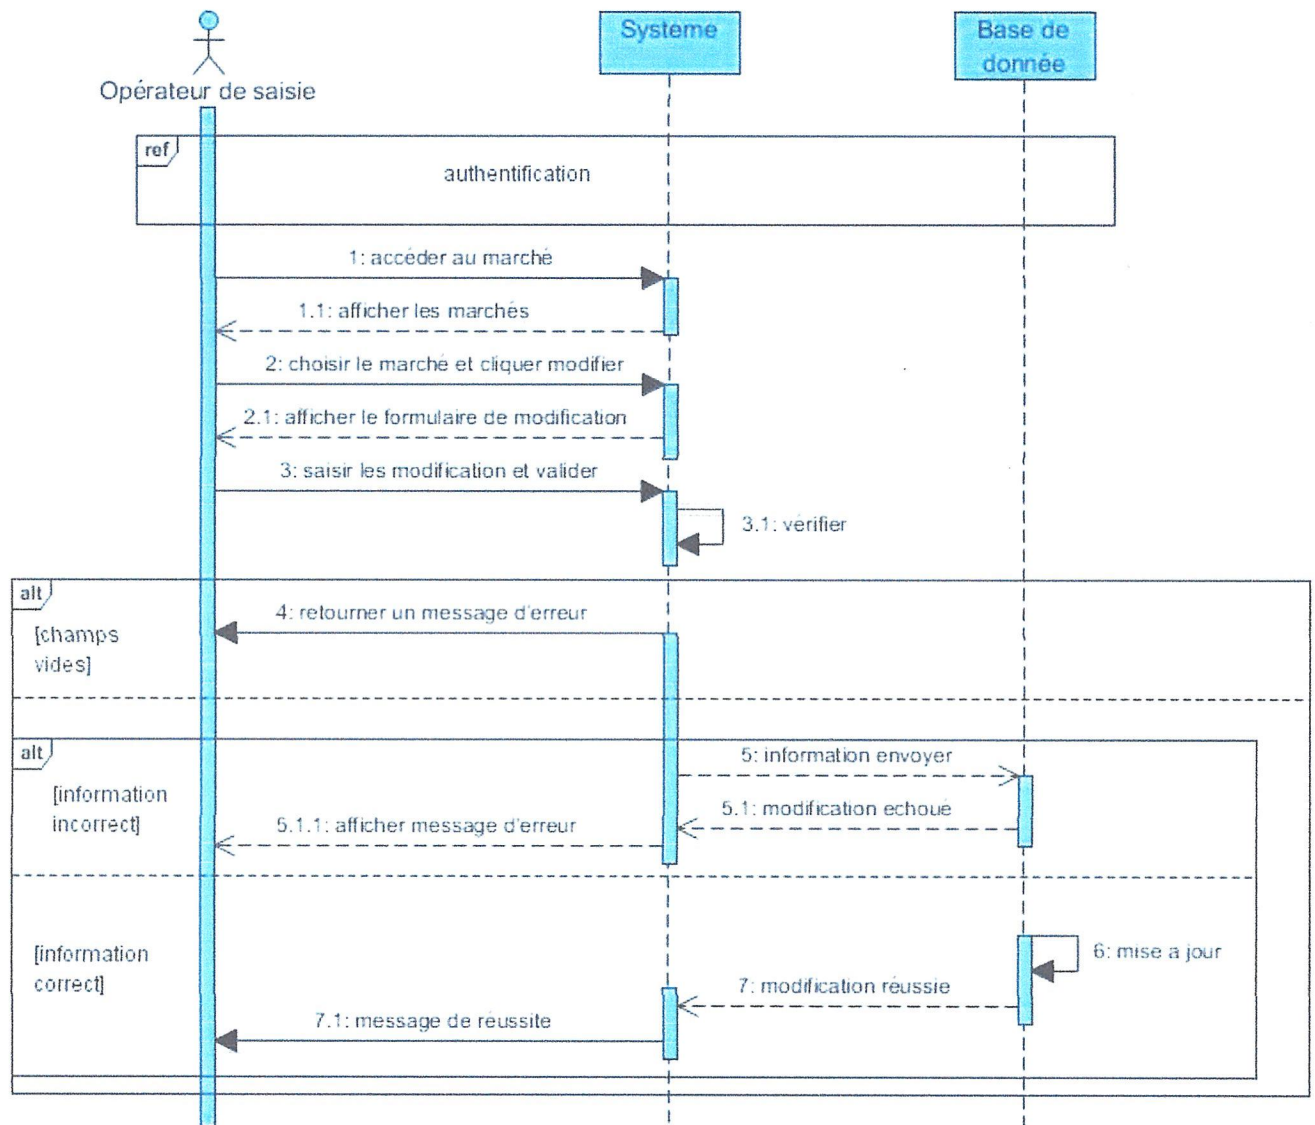 Systeme
Base de
donnée
Opérateur de saisie
ref
authentification
1: accéder au marché
1.1: afficher les marchés
2: choisir le marché et cliquer modifier
2.1: afficher le formulaire de modification
3: saisir les modification et valider
3.1: vérifier
alt
4: retourner un message d'erreur
[champs
vides]
alt
5: information envoyer
[information
incorrect]
5.1: modification echoué
5.1.1: afficher message d'erreur
[information
correct]
6: mise a jour
7: modification réussie
7.1: message de réussite